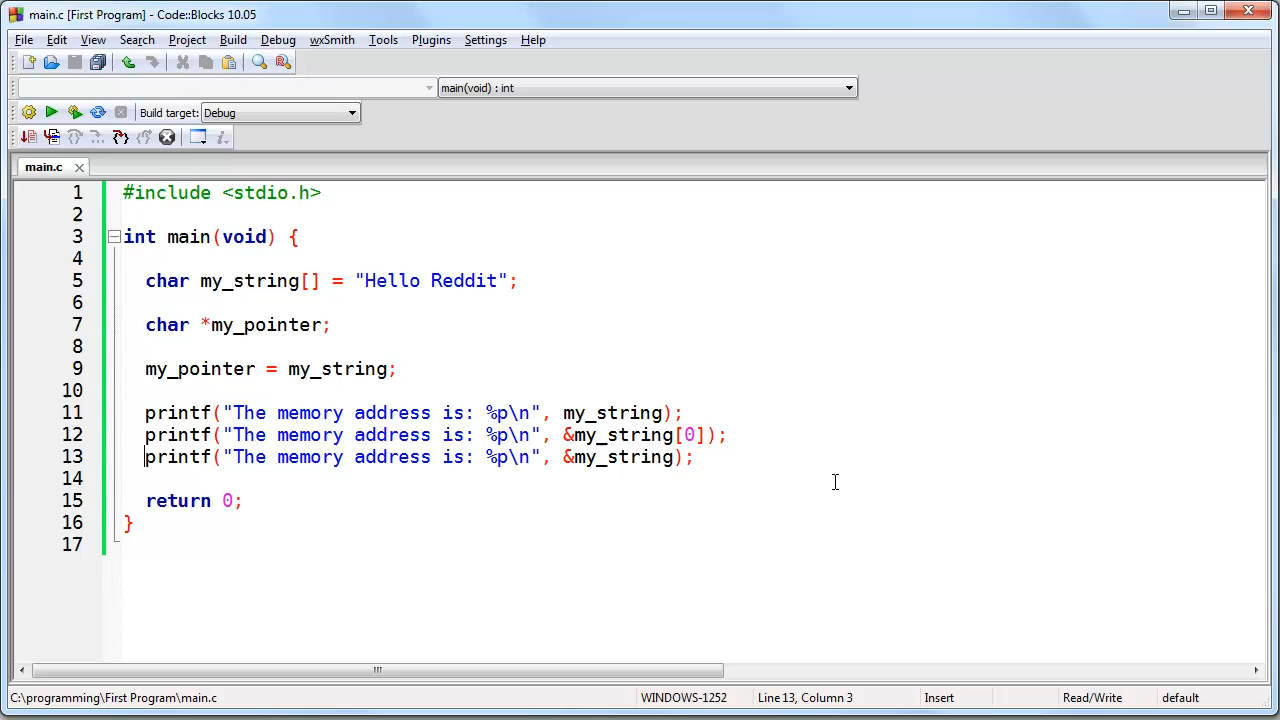 main.c [First Program] - Code::Blocks 10.05
File Edit View Search Project Build Debug wxSmith Tools Plugins Settings Help
main(void) : int
Build target: Debug
main.c
1 #include <stdio.h>
2
3 int main(void) {
4
5 char my_string[] = "Hello Reddit";
6
7 char *my_pointer;
8
9 my_pointer = my_string;
10
11 printf("The memory address is: %p\n", my_string);
12 printf("The memory address is: %p\n", &my_string[0]);
13 printf("The memory address is: %p\n", &my_string);
14
15 return 0;
16 }
17
C:\programming\First Program\main.c WINDOWS-1252 Line 13, Column 3 Insert Read/Write default